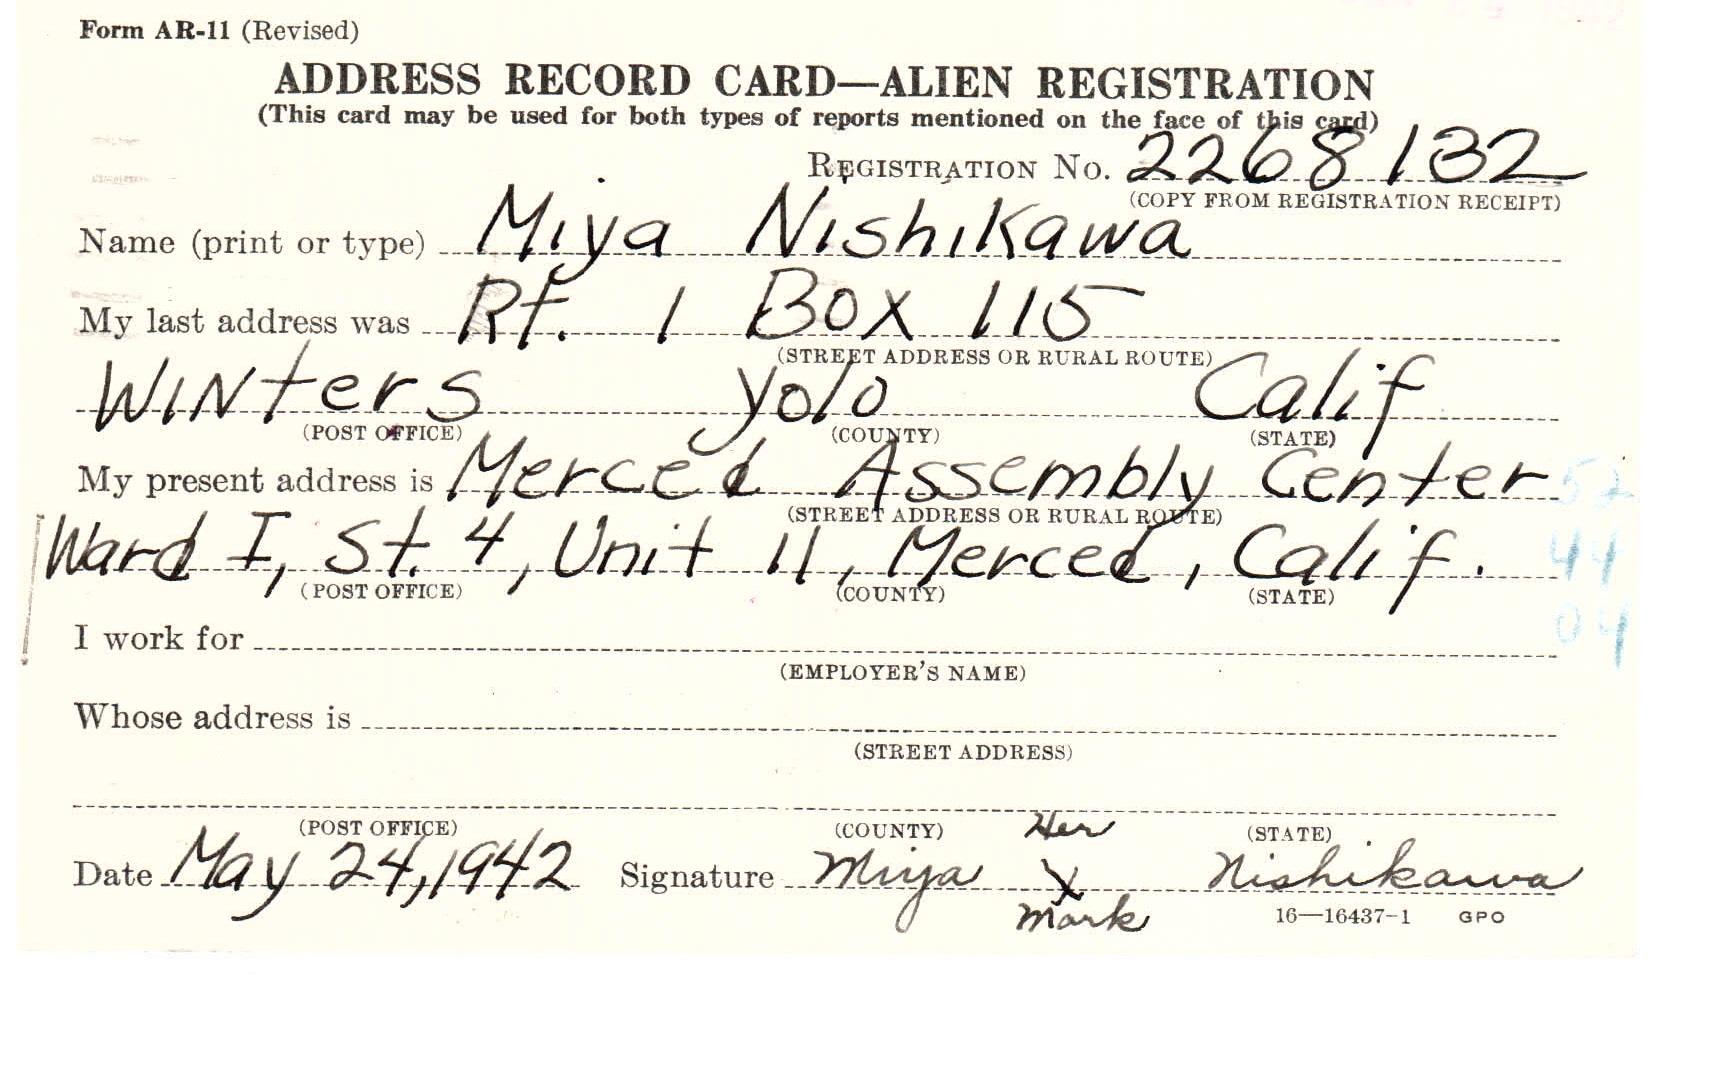 Form AR-11 (Revised)
ADDRESS RECORD CARD—ALIEN REGISTRATION
(This card may be used for both types of reports mentioned on the face of this card)
REGISTRATION No. 2268132
(COPY FROM REGISTRATION RECEIPT)
Name (print or type) Miya Nishikawa
My last address was Rt. 1 Box 115
(STREET ADDRESS OR RURAL ROUTE)
Winters Yolo Calif
(POST OFFICE) (COUNTY) (STATE)
My present address is Merced Assembly Center
(STREET ADDRESS OR RURAL ROUTE)
Ward I, St. 4, Unit 11, Merced, Calif.
(POST OFFICE) (COUNTY) (STATE)
44
04
I work for
(EMPLOYER'S NAME)
Whose address is
(STREET ADDRESS)
(POST OFFICE) (COUNTY) (STATE)
Her
Date May 24, 1942 Signature Miya X Nishikawa
Mark
16—16437-1 GPO